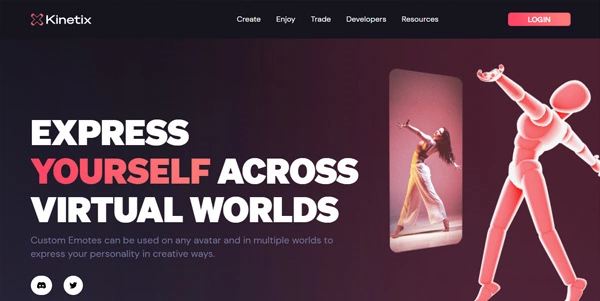 Kinetix
Create Enjoy Trade Developers Resources
LOGIN
EXPRESS
YOURSELF ACROSS
VIRTUAL WORLDS
Custom Emotes can be used on any avatar and in multiple worlds to
express your personality in creative ways.